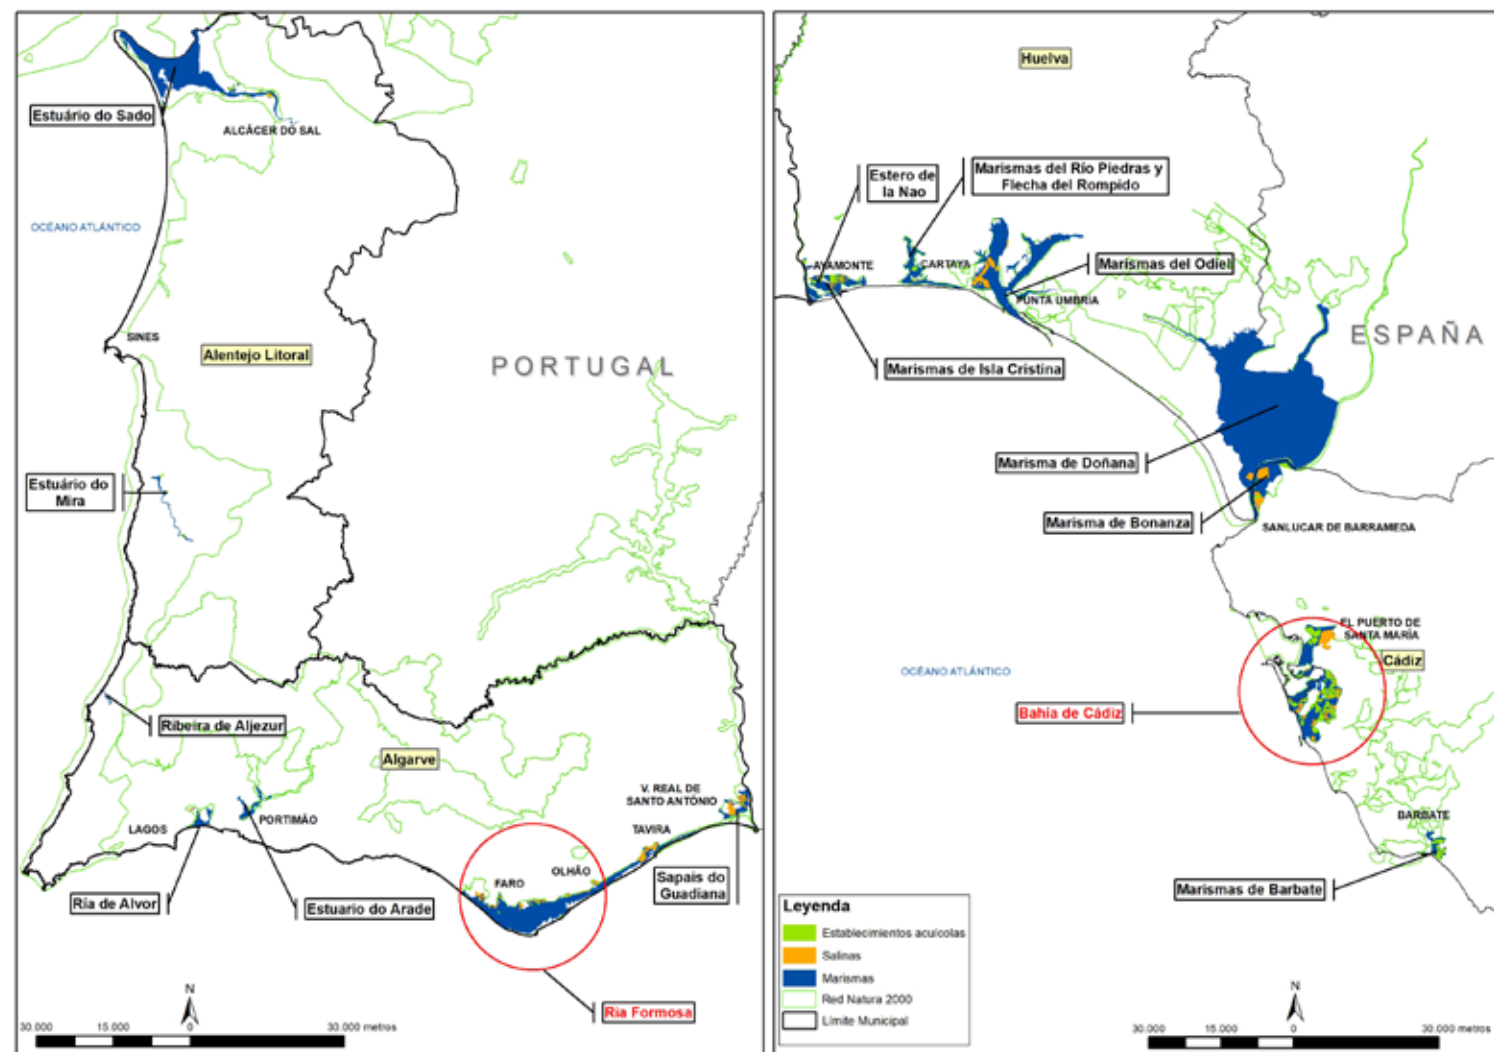 Estuário do Sado
ALCÁCER DO SAL
OCÉANO ATLÁNTICO
SINES
Alentejo Litoral
PORTUGAL
Estuário do
Mira
Ribeira de Aljezur
Algarve
V. REAL DE
SANTO ANTÓNIO
LAGOS
PORTIMÃO
TAVIRA
OLHÃO
FARO
Sapais do
Guadiana
Ría de Alvor
Estuario do Arade
Ría Formosa
N
30.000 15.000 0 30.000 metros
Huelva
Estero de
la Nao
Marismas del Río Piedras y
Flecha del Rompido
AYAMONTE
CARTAYA
Marismas del Odiel
PUNTA UMBRÍA
ESPAÑA
Marismas de Isla Cristina
Marisma de Doñana
Marisma de Bonanza
SANLUCAR DE BARRAMEDA
EL PUERTO DE
SANTA MARÍA
Cádiz
OCÉANO ATLÁNTICO
Bahía de Cádiz
BARBATE
Marismas de Barbate
Leyenda
Establecimientos acuícolas
Salinas
Marismas
Red Natura 2000
Límite Municipal
N
30.000 15.000 0 30.000 metros